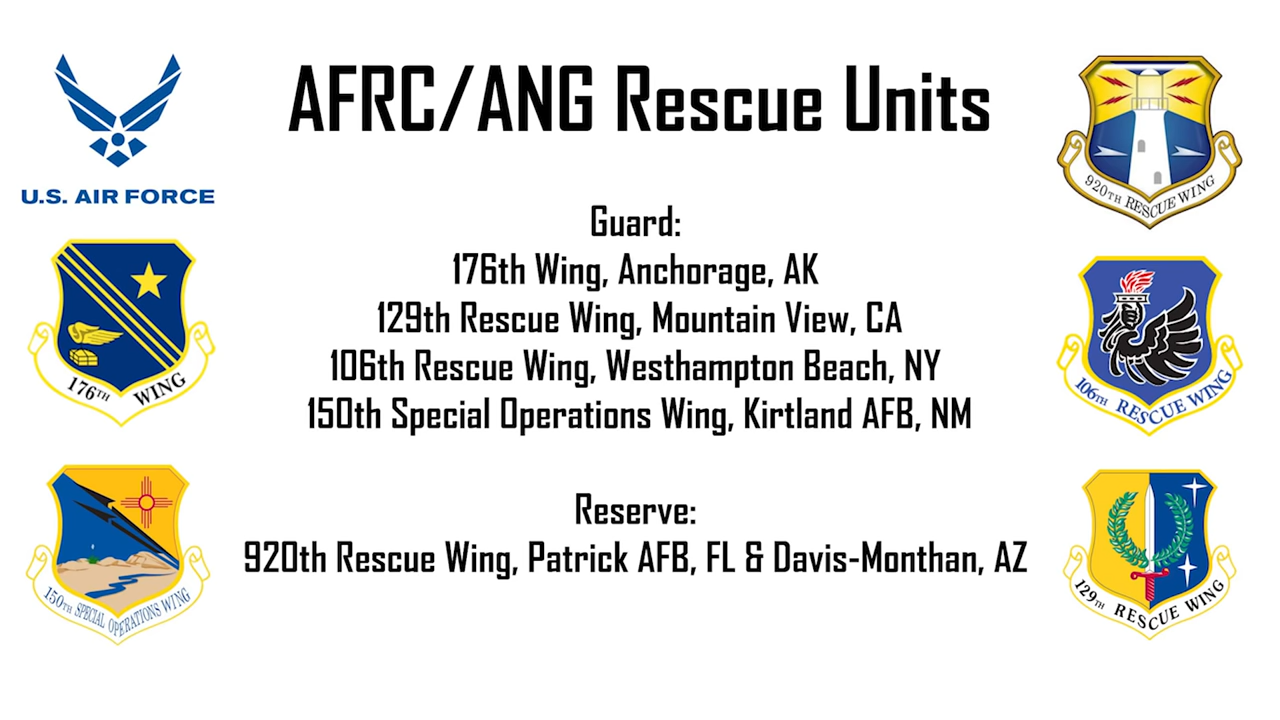 AFRC/ANG Rescue Units
U.S. AIR FORCE
920TH RESCUE WING
Guard:
176th Wing, Anchorage, AK
129th Rescue Wing, Mountain View, CA
106th Rescue Wing, Westhampton Beach, NY
150th Special Operations Wing, Kirtland AFB, NM
176TH WING
106TH RESCUE WING
Reserve:
920th Rescue Wing, Patrick AFB, FL & Davis-Monthan, AZ
150TH SPECIAL OPERATIONS WING
129TH RESCUE WING